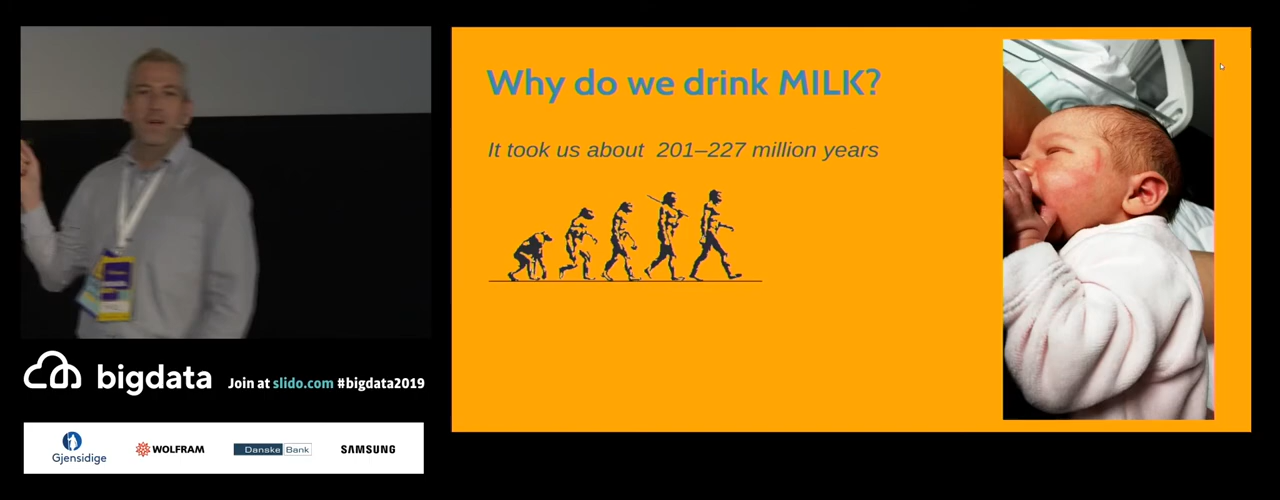 Why do we drink MILK?
It took us about 201–227 million years
bigdata
Join at slido.com #bigdata2019
Gjensidige
WOLFRAM
Danske Bank
SAMSUNG